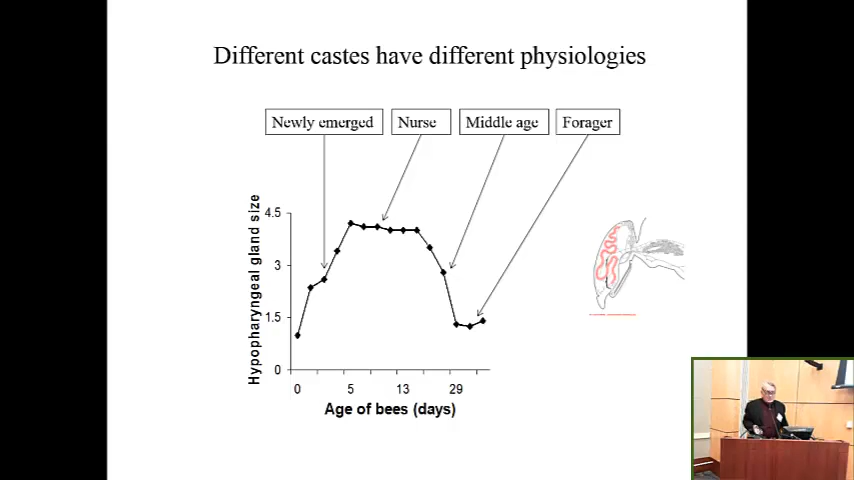 Different castes have different physiologies
Newly emerged
Nurse
Middle age
Forager
Hypopharyngeal gland size
4.5
3
1.5
0
0
5
13
29
Age of bees (days)